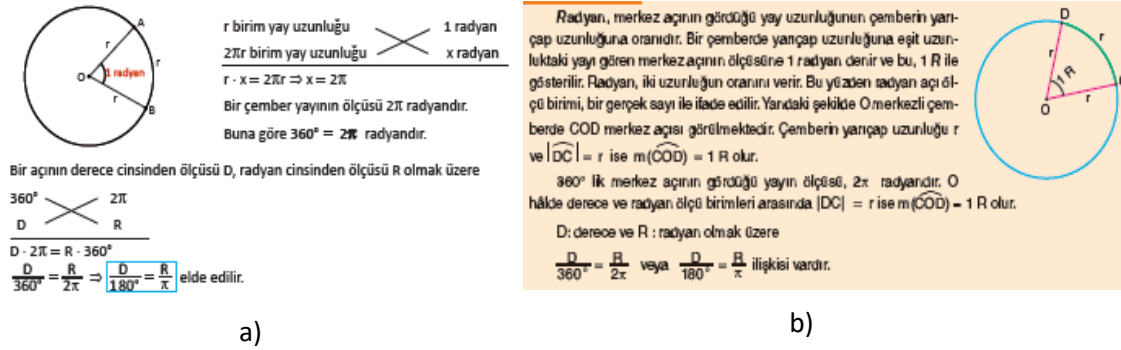 A
r
r birim yay uzunluğu 1 radyan
O 1 radyan r
2πr birim yay uzunluğu x radyan
r
B
r · x = 2πr ⇒ x = 2π
Bir çember yayının ölçüsü 2π radyandır.
Buna göre 360° = 2π radyandır.
Bir açının derece cinsinden ölçüsü D, radyan cinsinden ölçüsü R olmak üzere
360° 2π
D R
D · 2π = R · 360°
D/360° = R/2π ⇒ D/180° = R/π elde edilir.
a)
Radyan, merkez açının gördüğü yay uzunluğunun çemberin yarı-
çap uzunluğuna oranıdır. Bir çemberde yarıçap uzunluğuna eşit uzun-
luktaki yayı gören merkez açının ölçüsüne 1 radyan denir ve bu, 1 R ile
gösterilir. Radyan, iki uzunluğun oranını verir. Bu yüzden radyan açı öl-
çü birimi, bir gerçek sayı ile ifade edilir. Yandaki şekilde O merkezli çem-
berde COD merkez açısı görülmektedir. Çemberin yarıçap uzunluğu r
ve |DC| = r ise m(COD) = 1 R olur.
360° lik merkez açının gördüğü yayın ölçüsü, 2π radyandır. O
hâlde derece ve radyan ölçü birimleri arasında |DC| = r ise m(COD) = 1 R olur.
D: derece ve R : radyan olmak üzere
D/360° = R/2π veya D/180° = R/π ilişkisi vardır.
D
r
r
1 R
r
O
b)